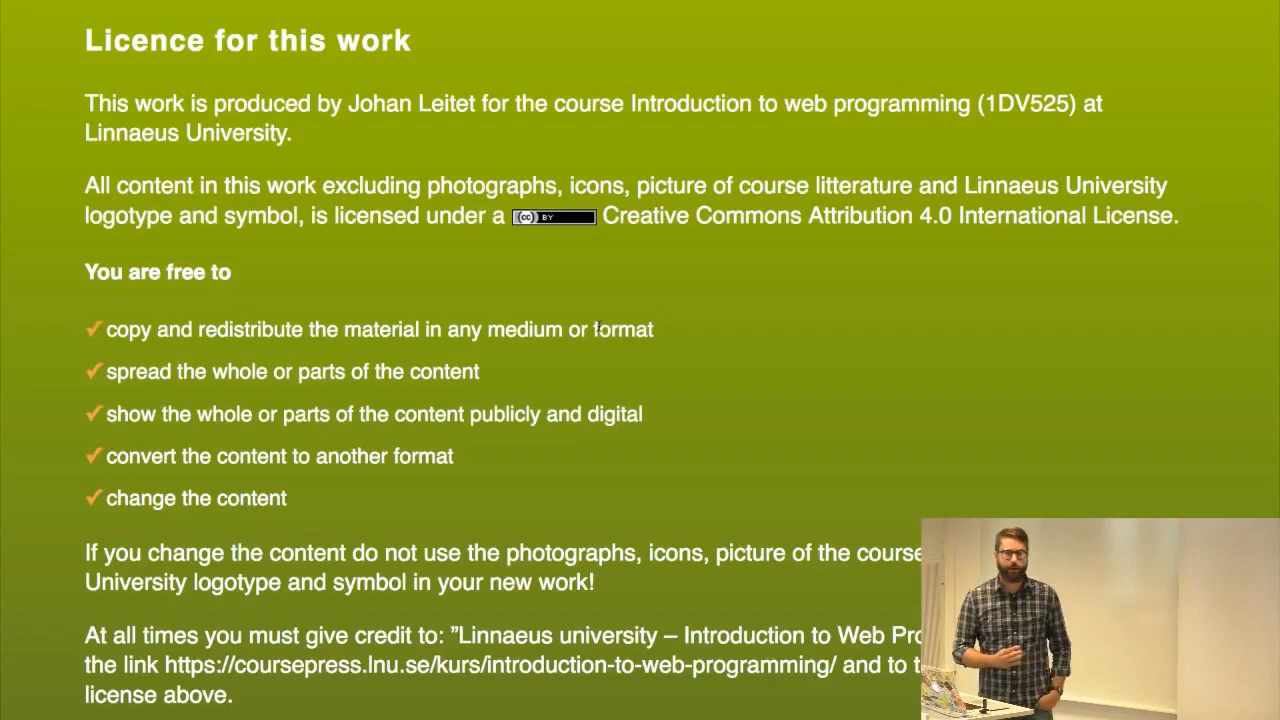 Licence for this work
This work is produced by Johan Leitet for the course Introduction to web programming (1DV525) at
Linnaeus University.
All content in this work excluding photographs, icons, picture of course litterature and Linnaeus University
logotype and symbol, is licensed under a (cc) BY Creative Commons Attribution 4.0 International License.
You are free to
✓ copy and redistribute the material in any medium or format
✓ spread the whole or parts of the content
✓ show the whole or parts of the content publicly and digital
✓ convert the content to another format
✓ change the content
If you change the content do not use the photographs, icons, picture of the course
University logotype and symbol in your new work!
At all times you must give credit to: ”Linnaeus university – Introduction to Web
the link https://coursepress.lnu.se/kurs/introduction-to-web-programming/ and to
license above.